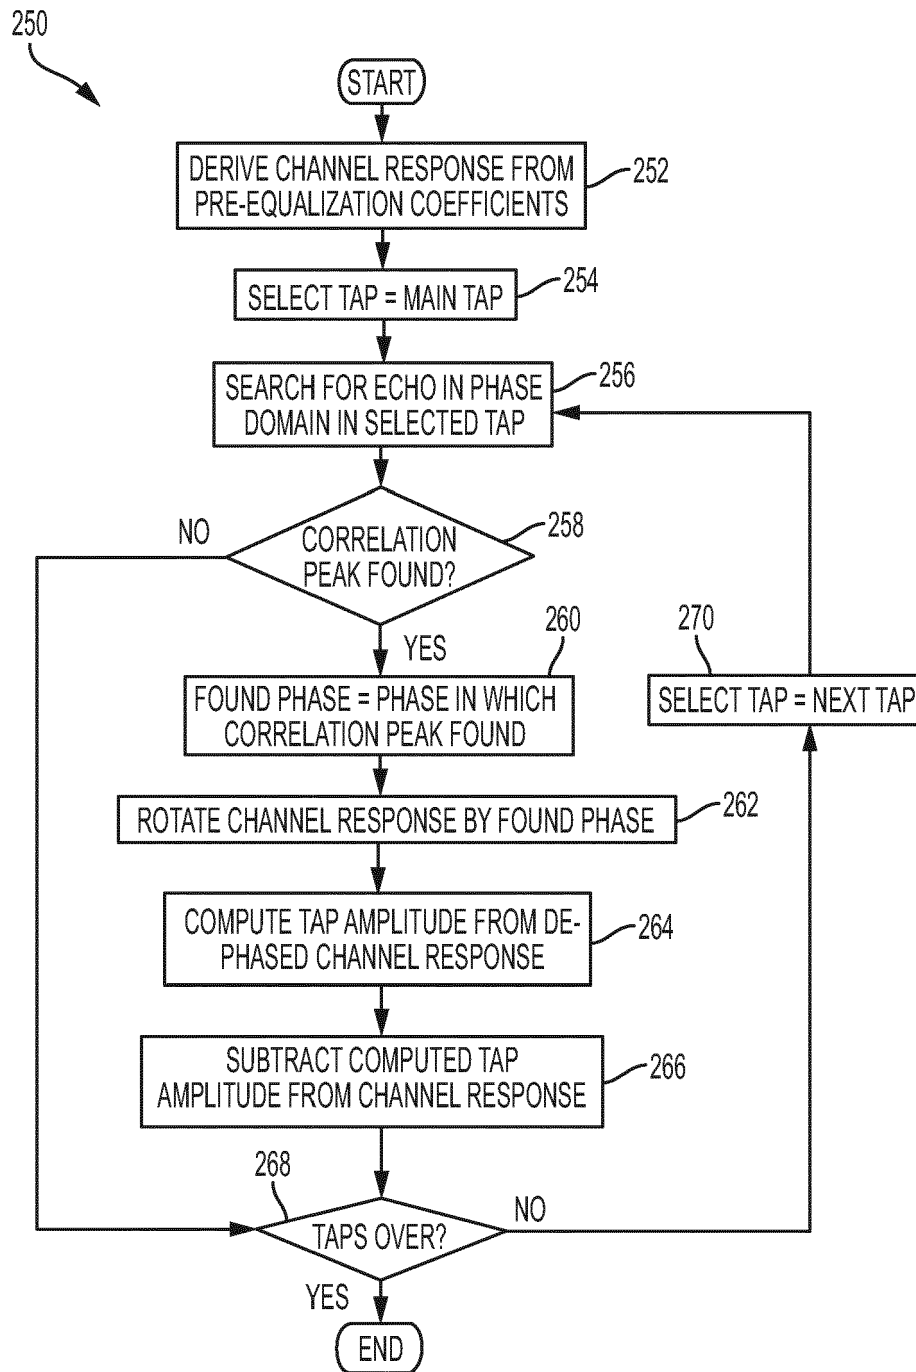 250
START
DERIVE CHANNEL RESPONSE FROM
PRE-EQUALIZATION COEFFICIENTS
252
SELECT TAP = MAIN TAP
254
SEARCH FOR ECHO IN PHASE
DOMAIN IN SELECTED TAP
256
NO
CORRELATION
PEAK FOUND?
258
YES
260
270
FOUND PHASE = PHASE IN WHICH
CORRELATION PEAK FOUND
SELECT TAP = NEXT TAP
ROTATE CHANNEL RESPONSE BY FOUND PHASE
262
COMPUTE TAP AMPLITUDE FROM DE-
PHASED CHANNEL RESPONSE
264
SUBTRACT COMPUTED TAP
AMPLITUDE FROM CHANNEL RESPONSE
266
268
TAPS OVER?
NO
YES
END